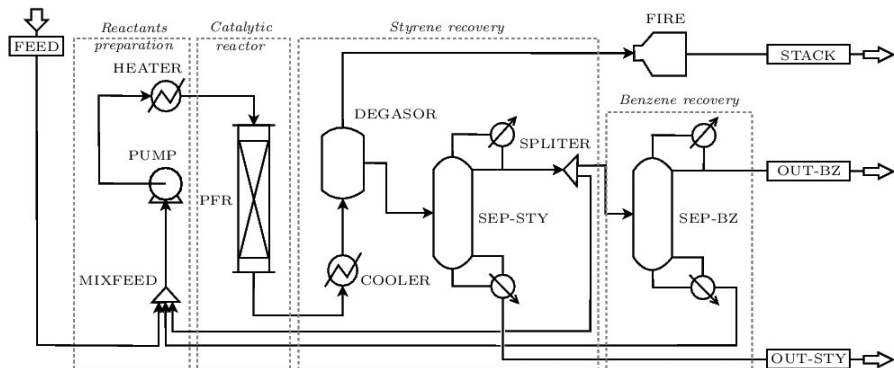 FEED
Reactants
preparation
Catalytic
reactor
Styrene recovery
FIRE
STACK
HEATER
DEGASOR
Benzene recovery
PUMP
SPLITER
OUT-BZ
PFR
SEP-STY
SEP-BZ
MIXFEED
COOLER
OUT-STY